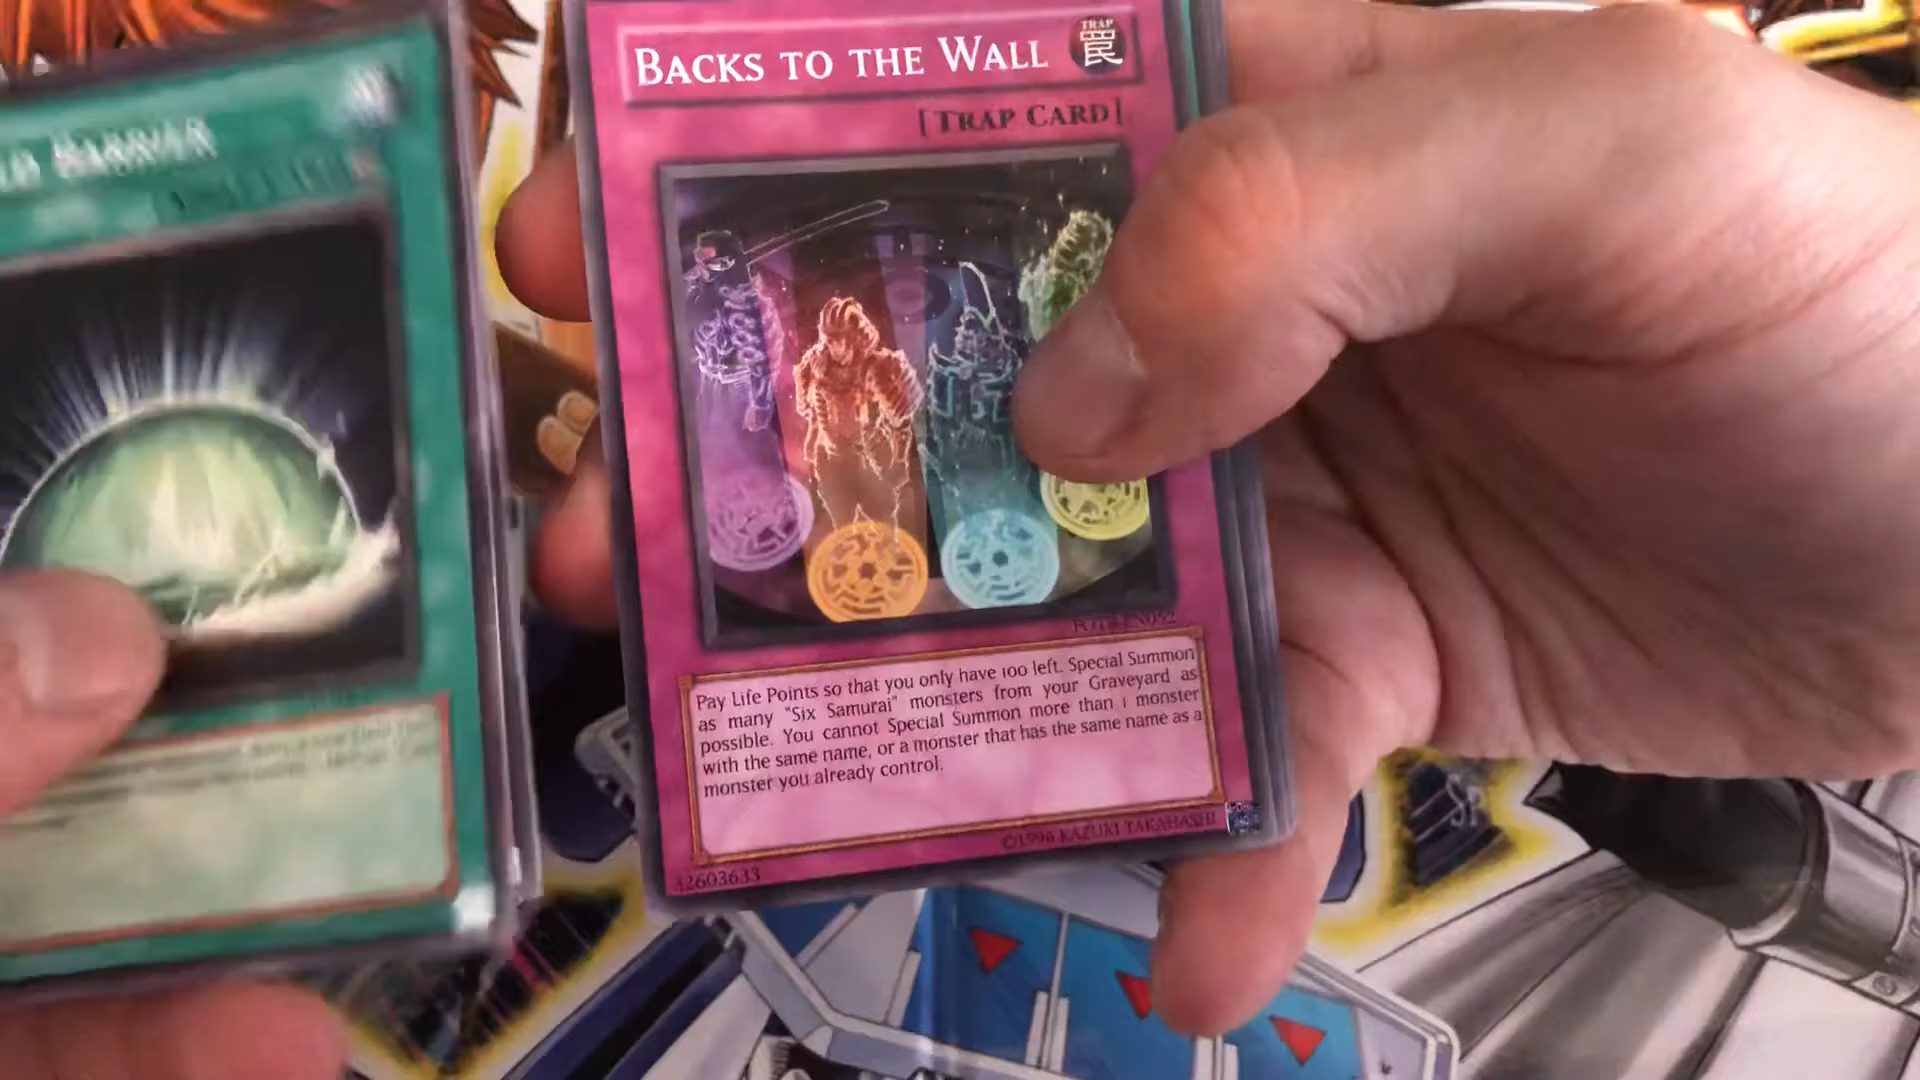 BARRIER
BACKS TO THE WALL
TRAP
罠
[TRAP CARD]
Pay Life Points so that you only have 100 left. Special Summon
as many "Six Samurai" monsters from your Graveyard as
possible. You cannot Special Summon more than 1 monster
with the same name, or a monster that has the same name as a
monster you already control.
©1996 KAZUKI TAKAHASHI
32603633